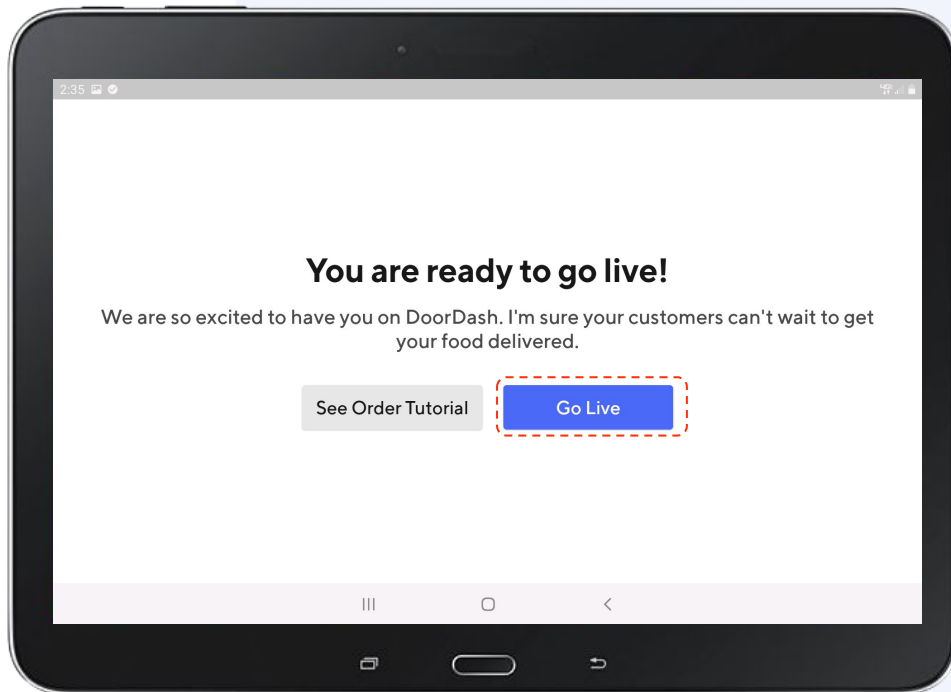 2:35
You are ready to go live!
We are so excited to have you on DoorDash. I'm sure your customers can't wait to get
your food delivered.
See Order Tutorial
Go Live